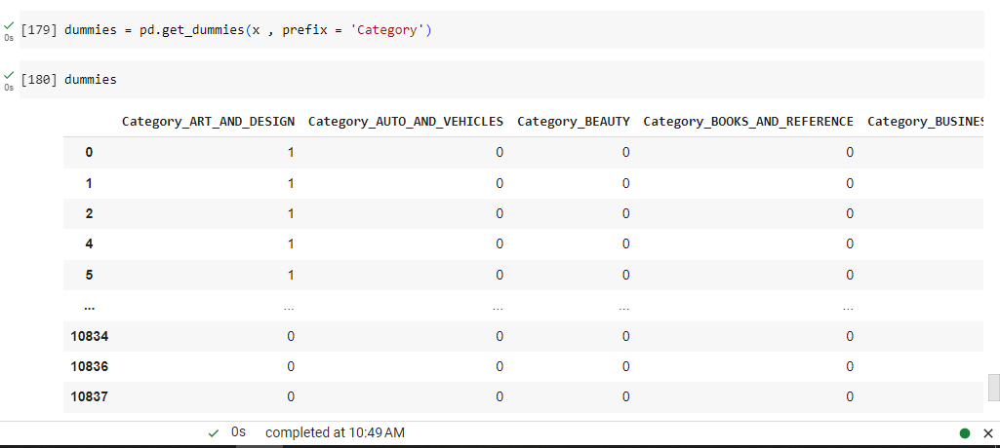 [179] dummies = pd.get_dummies(x , prefix = 'Category')
0s
[180] dummies
0s
Category_ART_AND_DESIGN Category_AUTO_AND_VEHICLES Category_BEAUTY Category_BOOKS_AND_REFERENCE Category_BUSINES
0 1 0 0 0
1 1 0 0 0
2 1 0 0 0
4 1 0 0 0
5 1 0 0 0
... ... ... ... ...
10834 0 0 0 0
10836 0 0 0 0
10837 0 0 0 0
0s completed at 10:49 AM